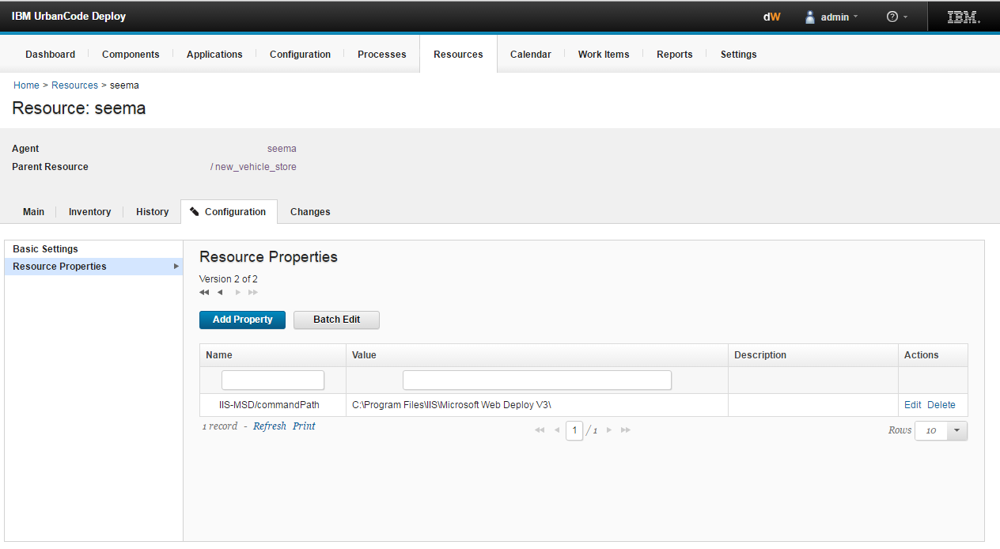 IBM UrbanCode Deploy dW admin ? IBM.
Dashboard Components Applications Configuration Processes Resources Calendar Work Items Reports Settings
Home > Resources > seema
Resource: seema
Agent seema
Parent Resource / new_vehicle_store
Main Inventory History Configuration Changes
Basic Settings
Resource Properties
Resource Properties
Version 2 of 2
Add Property Batch Edit
Name Value Description Actions
IIS-MSD/commandPath C:\Program Files\IIS\Microsoft Web Deploy V3\ Edit Delete
1 record - Refresh Print 1 / 1 Rows 10